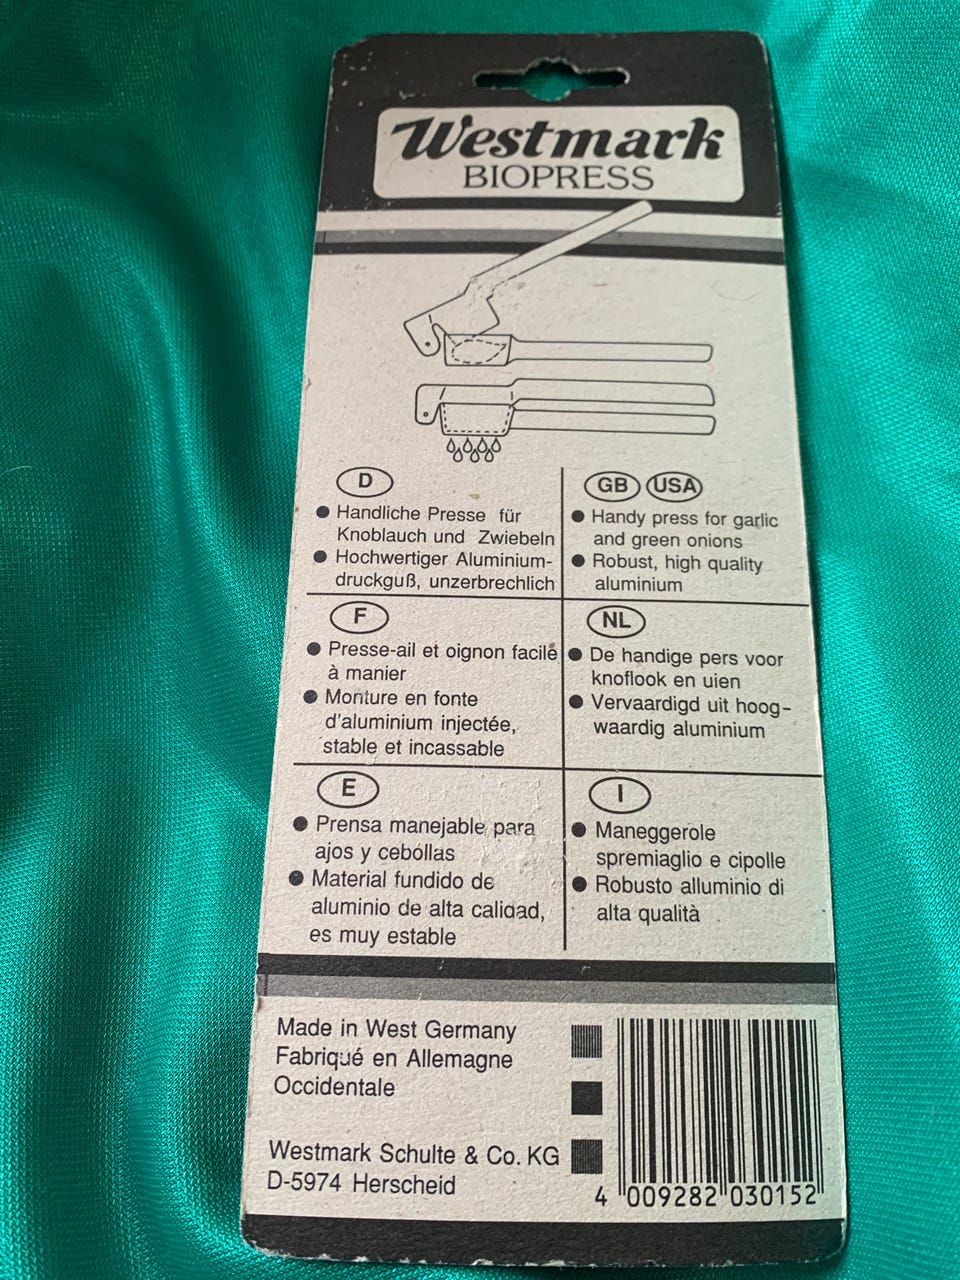 Westmark
BIOPRESS
D
● Handliche Presse für
Knoblauch und Zwiebeln
● Hochwertiger Aluminium-
druckguß, unzerbrechlich
GB USA
● Handy press for garlic
and green onions
● Robust, high quality
aluminium
F
● Presse-ail et oignon facile
à manier
● Monture en fonte
d'aluminium injectée,
stable et incassable
NL
● De handige pers voor
knoflook en uien
● Vervaardigd uit hoog-
waardig aluminium
E
● Prensa manejable para
ajos y cebollas
● Material fundido de
aluminio de alta calidad,
es muy estable
I
● Maneggerole
spremiaglio e cipolle
● Robusto alluminio di
alta qualità
Made in West Germany
Fabriqué en Allemagne
Occidentale
Westmark Schulte & Co. KG
D-5974 Herscheid
4 009282 030152